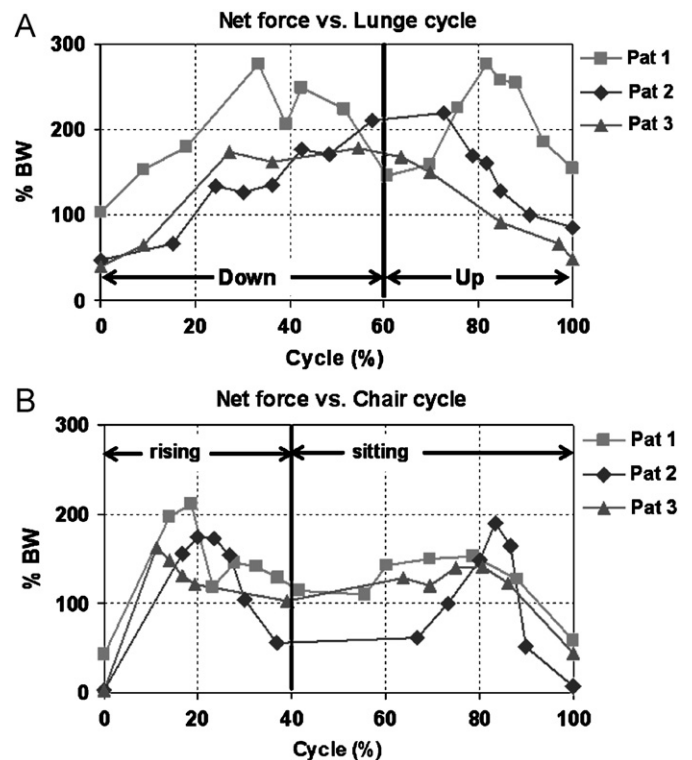 A
Net force vs. Lunge cycle
300
200
100
0
% BW
Down
Up
0 20 40 60 80 100
Cycle (%)
Pat 1
Pat 2
Pat 3
B
Net force vs. Chair cycle
300
200
100
0
% BW
rising
sitting
0 20 40 60 80 100
Cycle (%)
Pat 1
Pat 2
Pat 3